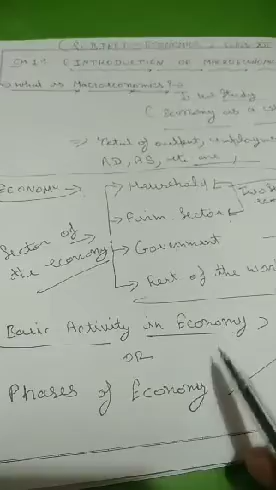 CH:1 INTRODUCTION OF
what is Macroeconomics?
It is study
Economy as a
Total of output, employme
AD, AS, etc are
ECONOMY → Household
Firm Sector
Sector of
the economy → Government
Rest of the worl
Basic Activity in Economy
OR
Phases of Economy